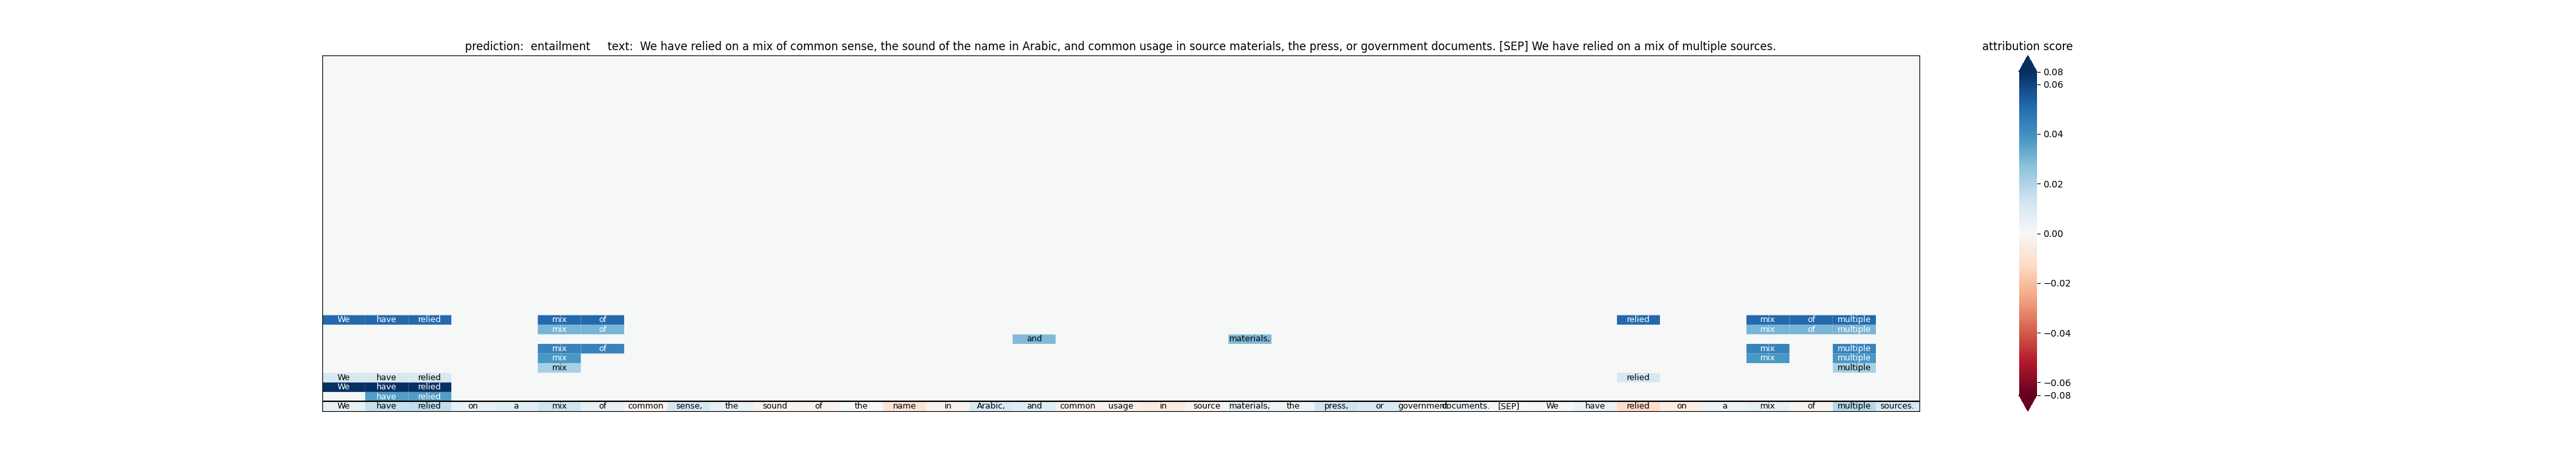 prediction:  entailment     text:  We have relied on a mix of common sense, the sound of the name in Arabic, and common usage in source materials, the press, or government documents. [SEP] We have relied on a mix of multiple sources.
attribution score
0.08
0.06
0.04
0.02
0.00
−0.02
−0.04
−0.06
−0.08
We have relied mix of relied mix of multiple
mix of mix of multiple
and materials,
mix of mix multiple
mix mix multiple
mix multiple
We have relied relied
We have relied
have relied
We have relied on a mix of common sense, the sound of the name in Arabic, and common usage in source materials, the press, or government documents. [SEP] We have relied on a mix of multiple sources.